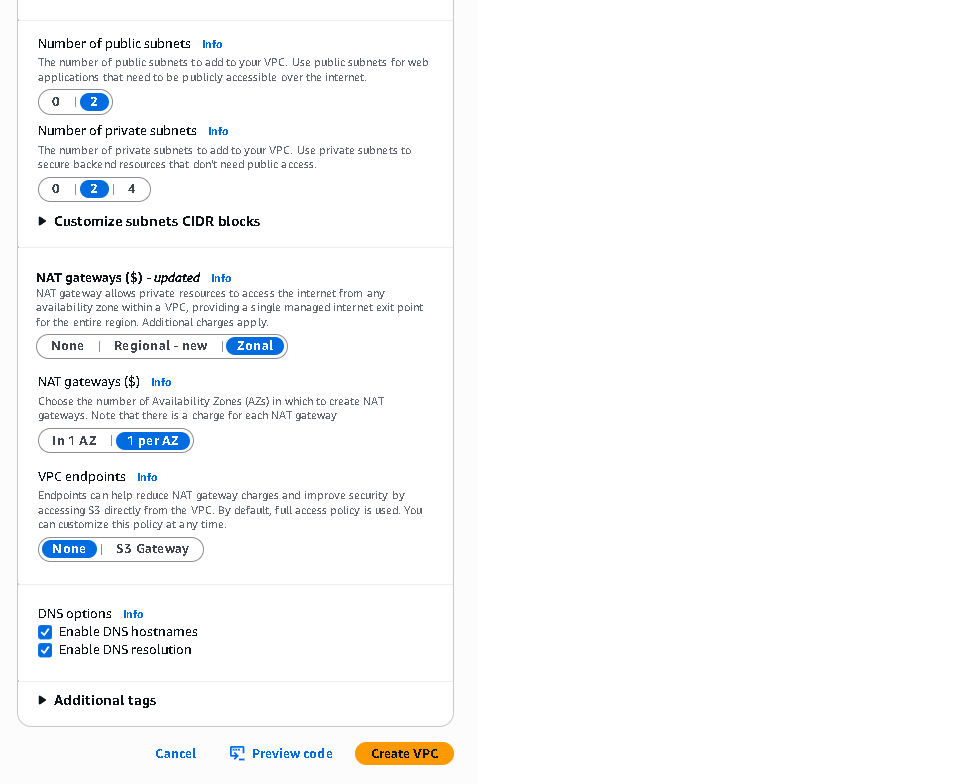 Number of public subnets Info
The number of public subnets to add to your VPC. Use public subnets for web
applications that need to be publicly accessible over the internet.
0 | 2
Number of private subnets Info
The number of private subnets to add to your VPC. Use private subnets to
secure backend resources that don't need public access.
0 | 2 | 4
Customize subnets CIDR blocks
NAT gateways ($) - updated Info
NAT gateway allows private resources to access the internet from any
availability zone within a VPC, providing a single managed internet exit point
for the entire region. Additional charges apply.
None | Regional - new | Zonal
NAT gateways ($) Info
Choose the number of Availability Zones (AZs) in which to create NAT
gateways. Note that there is a charge for each NAT gateway
In 1 AZ | 1 per AZ
VPC endpoints Info
Endpoints can help reduce NAT gateway charges and improve security by
accessing S3 directly from the VPC. By default, full access policy is used. You
can customize this policy at any time.
None | S3 Gateway
DNS options Info
Enable DNS hostnames
Enable DNS resolution
Additional tags
Cancel Preview code Create VPC